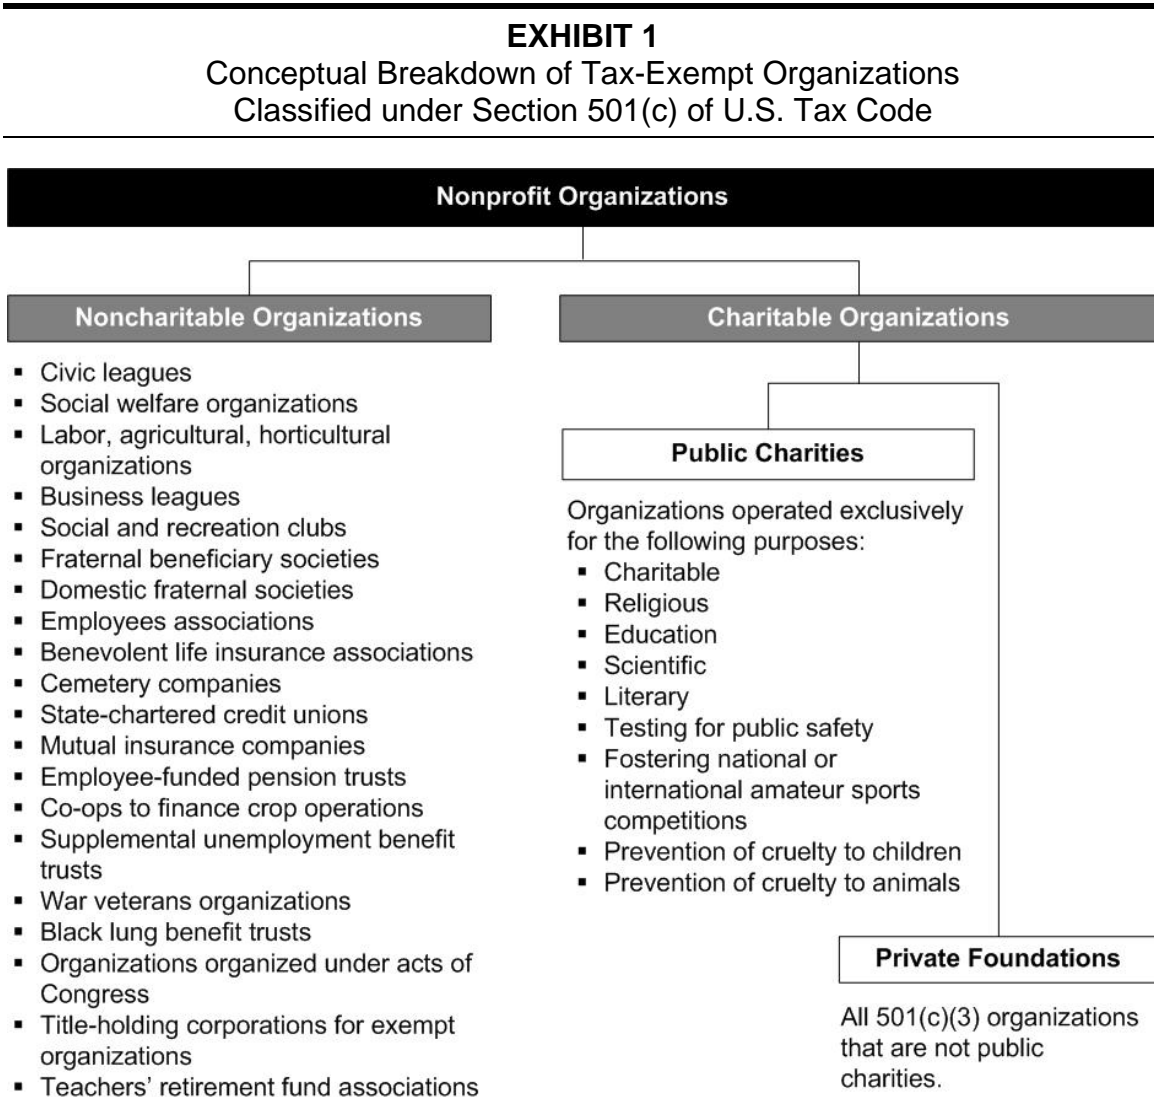 EXHIBIT 1
Conceptual Breakdown of Tax-Exempt Organizations
Classified under Section 501(c) of U.S. Tax Code
Nonprofit Organizations
Noncharitable Organizations
▪ Civic leagues
▪ Social welfare organizations
▪ Labor, agricultural, horticultural
organizations
▪ Business leagues
▪ Social and recreation clubs
▪ Fraternal beneficiary societies
▪ Domestic fraternal societies
▪ Employees associations
▪ Benevolent life insurance associations
▪ Cemetery companies
▪ State-chartered credit unions
▪ Mutual insurance companies
▪ Employee-funded pension trusts
▪ Co-ops to finance crop operations
▪ Supplemental unemployment benefit
trusts
▪ War veterans organizations
▪ Black lung benefit trusts
▪ Organizations organized under acts of
Congress
▪ Title-holding corporations for exempt
organizations
▪ Teachers' retirement fund associations
Charitable Organizations
Public Charities
Organizations operated exclusively
for the following purposes:
▪ Charitable
▪ Religious
▪ Education
▪ Scientific
▪ Literary
▪ Testing for public safety
▪ Fostering national or
international amateur sports
competitions
▪ Prevention of cruelty to children
▪ Prevention of cruelty to animals
Private Foundations
All 501(c)(3) organizations
that are not public
charities.